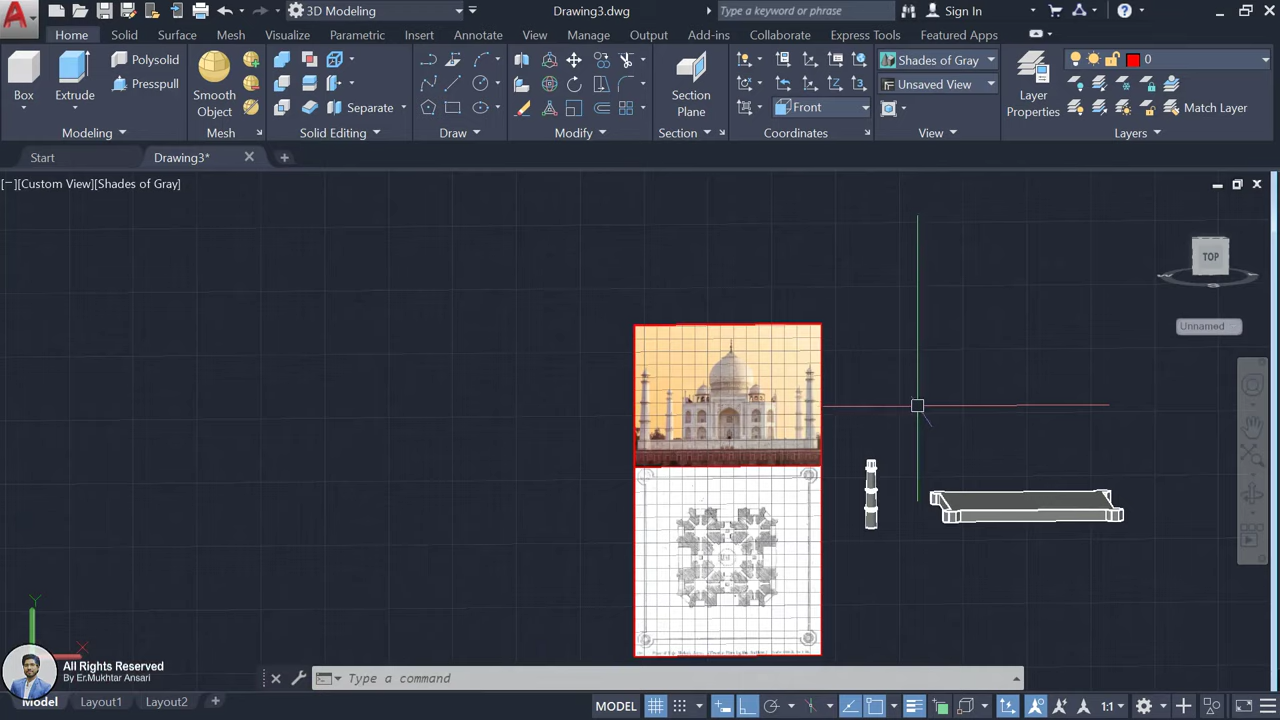 3D Modeling
Drawing3.dwg
Type a keyword or phrase
Sign In
Home Solid Surface Mesh Visualize Parametric Insert Annotate View Manage Output Add-ins Collaborate Express Tools Featured Apps
Box
Extrude
Polysolid
Presspull
Smooth
Object
Separate
Section
Plane
Front
Shades of Gray
Unsaved View
Layer
Properties
0
Match Layer
Modeling Mesh Solid Editing Draw Modify Section Coordinates View Layers
Start Drawing3*
[−][Custom View][Shades of Gray]
TOP
Unnamed
All Rights Reserved
By Er.Mukhtar Ansari
Type a command
Model Layout1 Layout2
MODEL
1:1